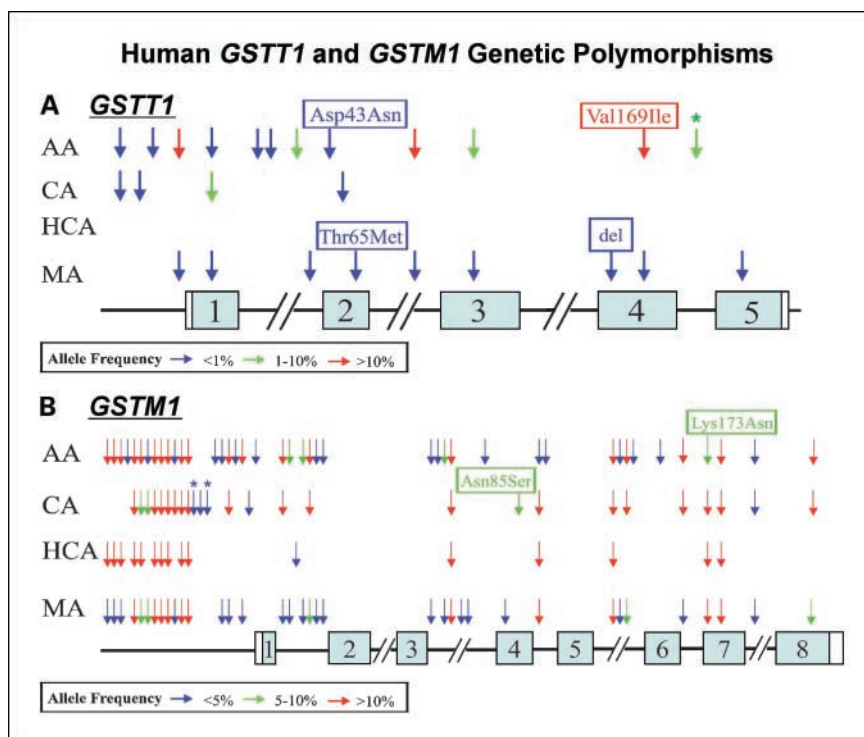 Human GSTT1 and GSTM1 Genetic Polymorphisms
A GSTT1
Asp43Asn Val169Ile *
AA
CA
HCA
Thr65Met del
MA
1 2 3 4 5
Allele Frequency <1% 1-10% >10%
B GSTM1
Lys173Asn
AA
Asn85Ser
* *
CA
HCA
MA
1 2 3 4 5 6 7 8
Allele Frequency <5% 5-10% >10%